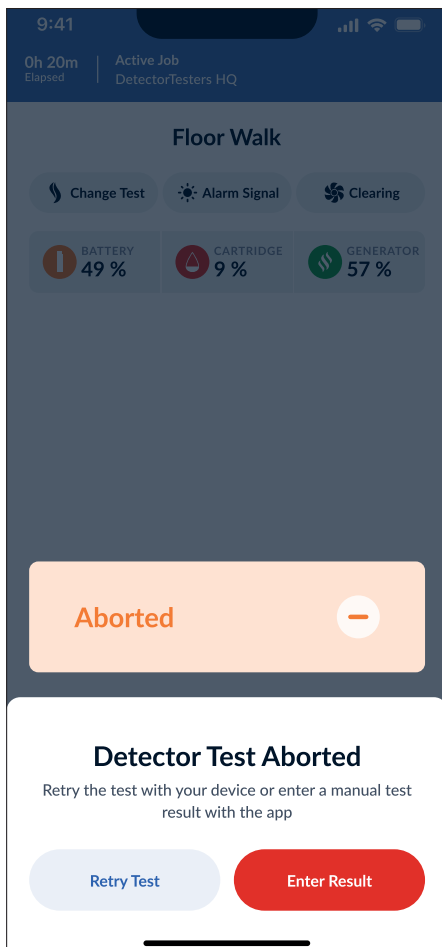 9:41
0h 20m
Elapsed
Active Job
DetectorTesters HQ
Floor Walk
Change Test
Alarm Signal
Clearing
BATTERY
49 %
CARTRIDGE
9 %
GENERATOR
57 %
Aborted
Detector Test Aborted
Retry the test with your device or enter a manual test
result with the app
Retry Test
Enter Result